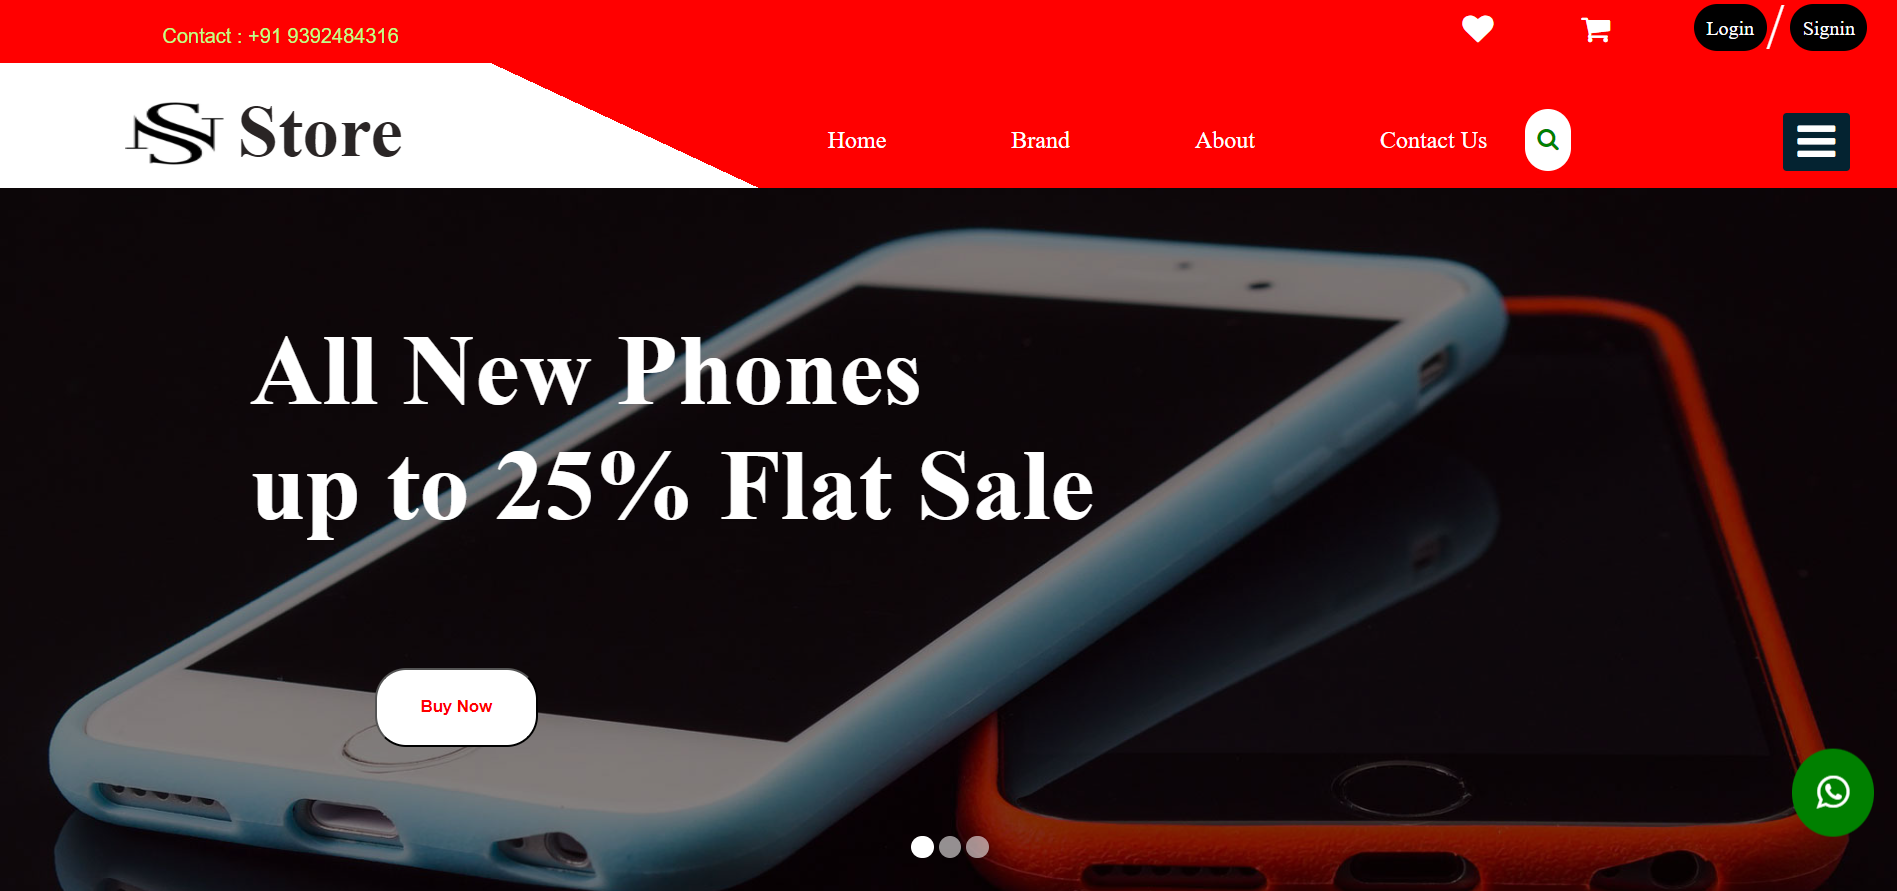 Contact : +91 9392484316
Login / Signin
NS Store
Home
Brand
About
Contact Us
All New Phones
up to 25% Flat Sale
Buy Now